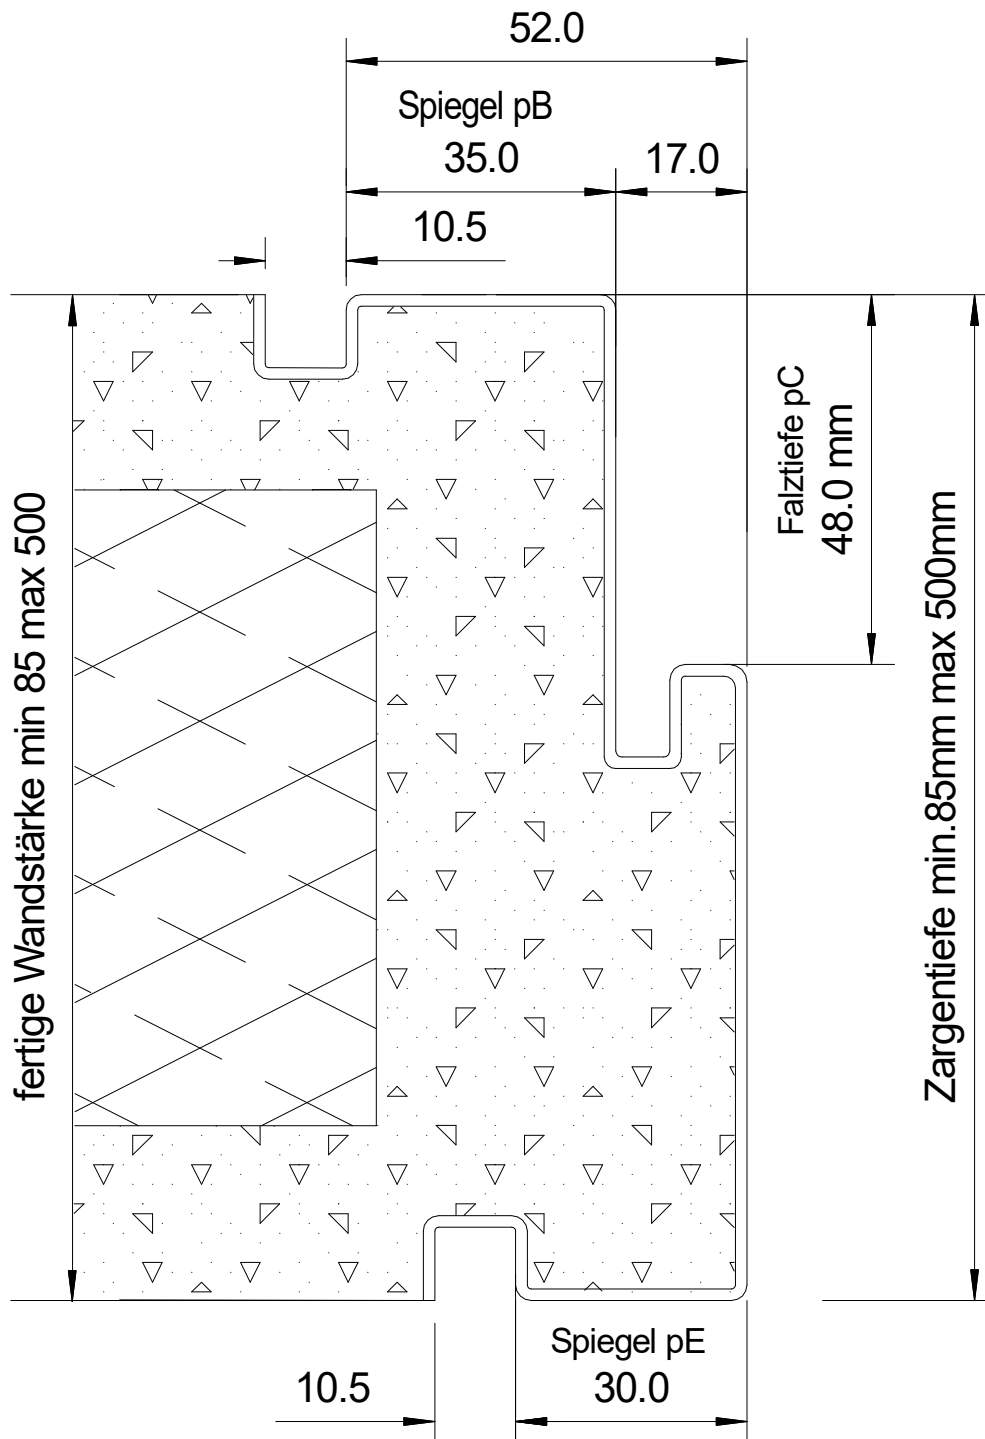 52.0
Spiegel pB
35.0
17.0
10.5
Falztiefe pC
48.0 mm
fertige Wandstärke min 85 max 500
Zargentiefe min.85mm max 500mm
Spiegel pE
10.5
30.0